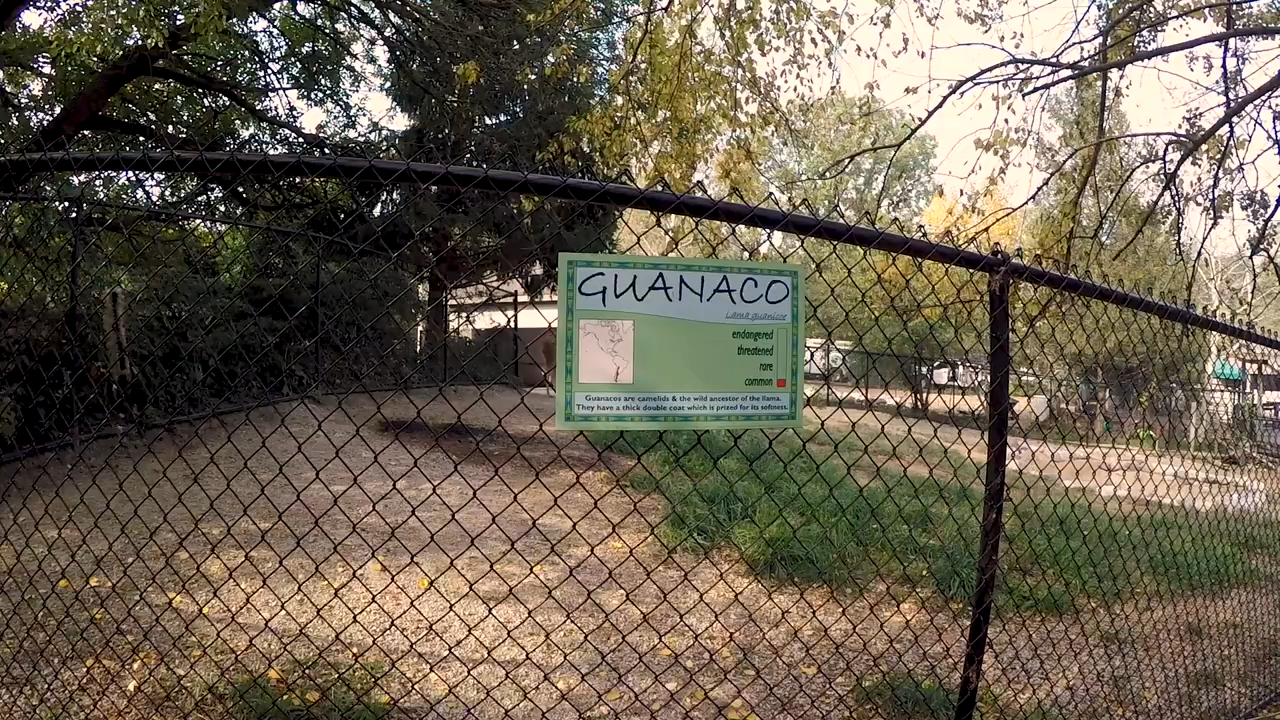 GUANACO
Lama guanicoe
endangered
threatened
rare
common
Guanacos are camelids & the wild ancestor of the llama.
They have a thick double coat which is prized for its softness.